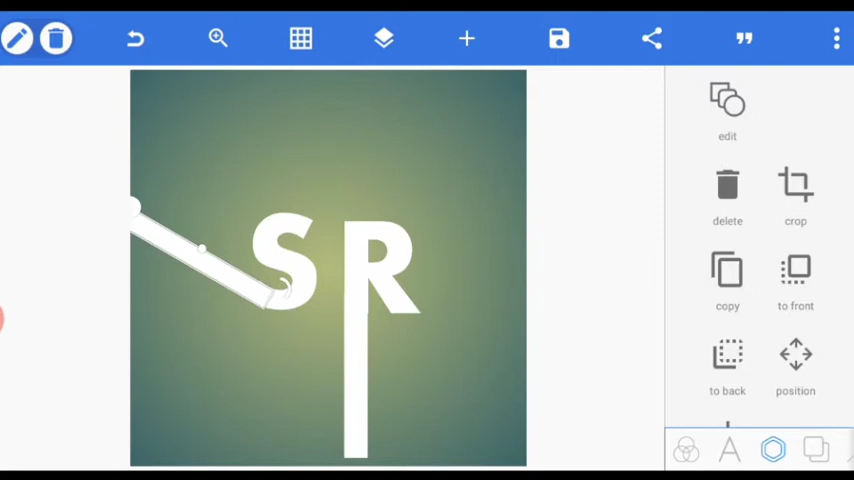 edit
delete crop
copy to front
to back position
SR